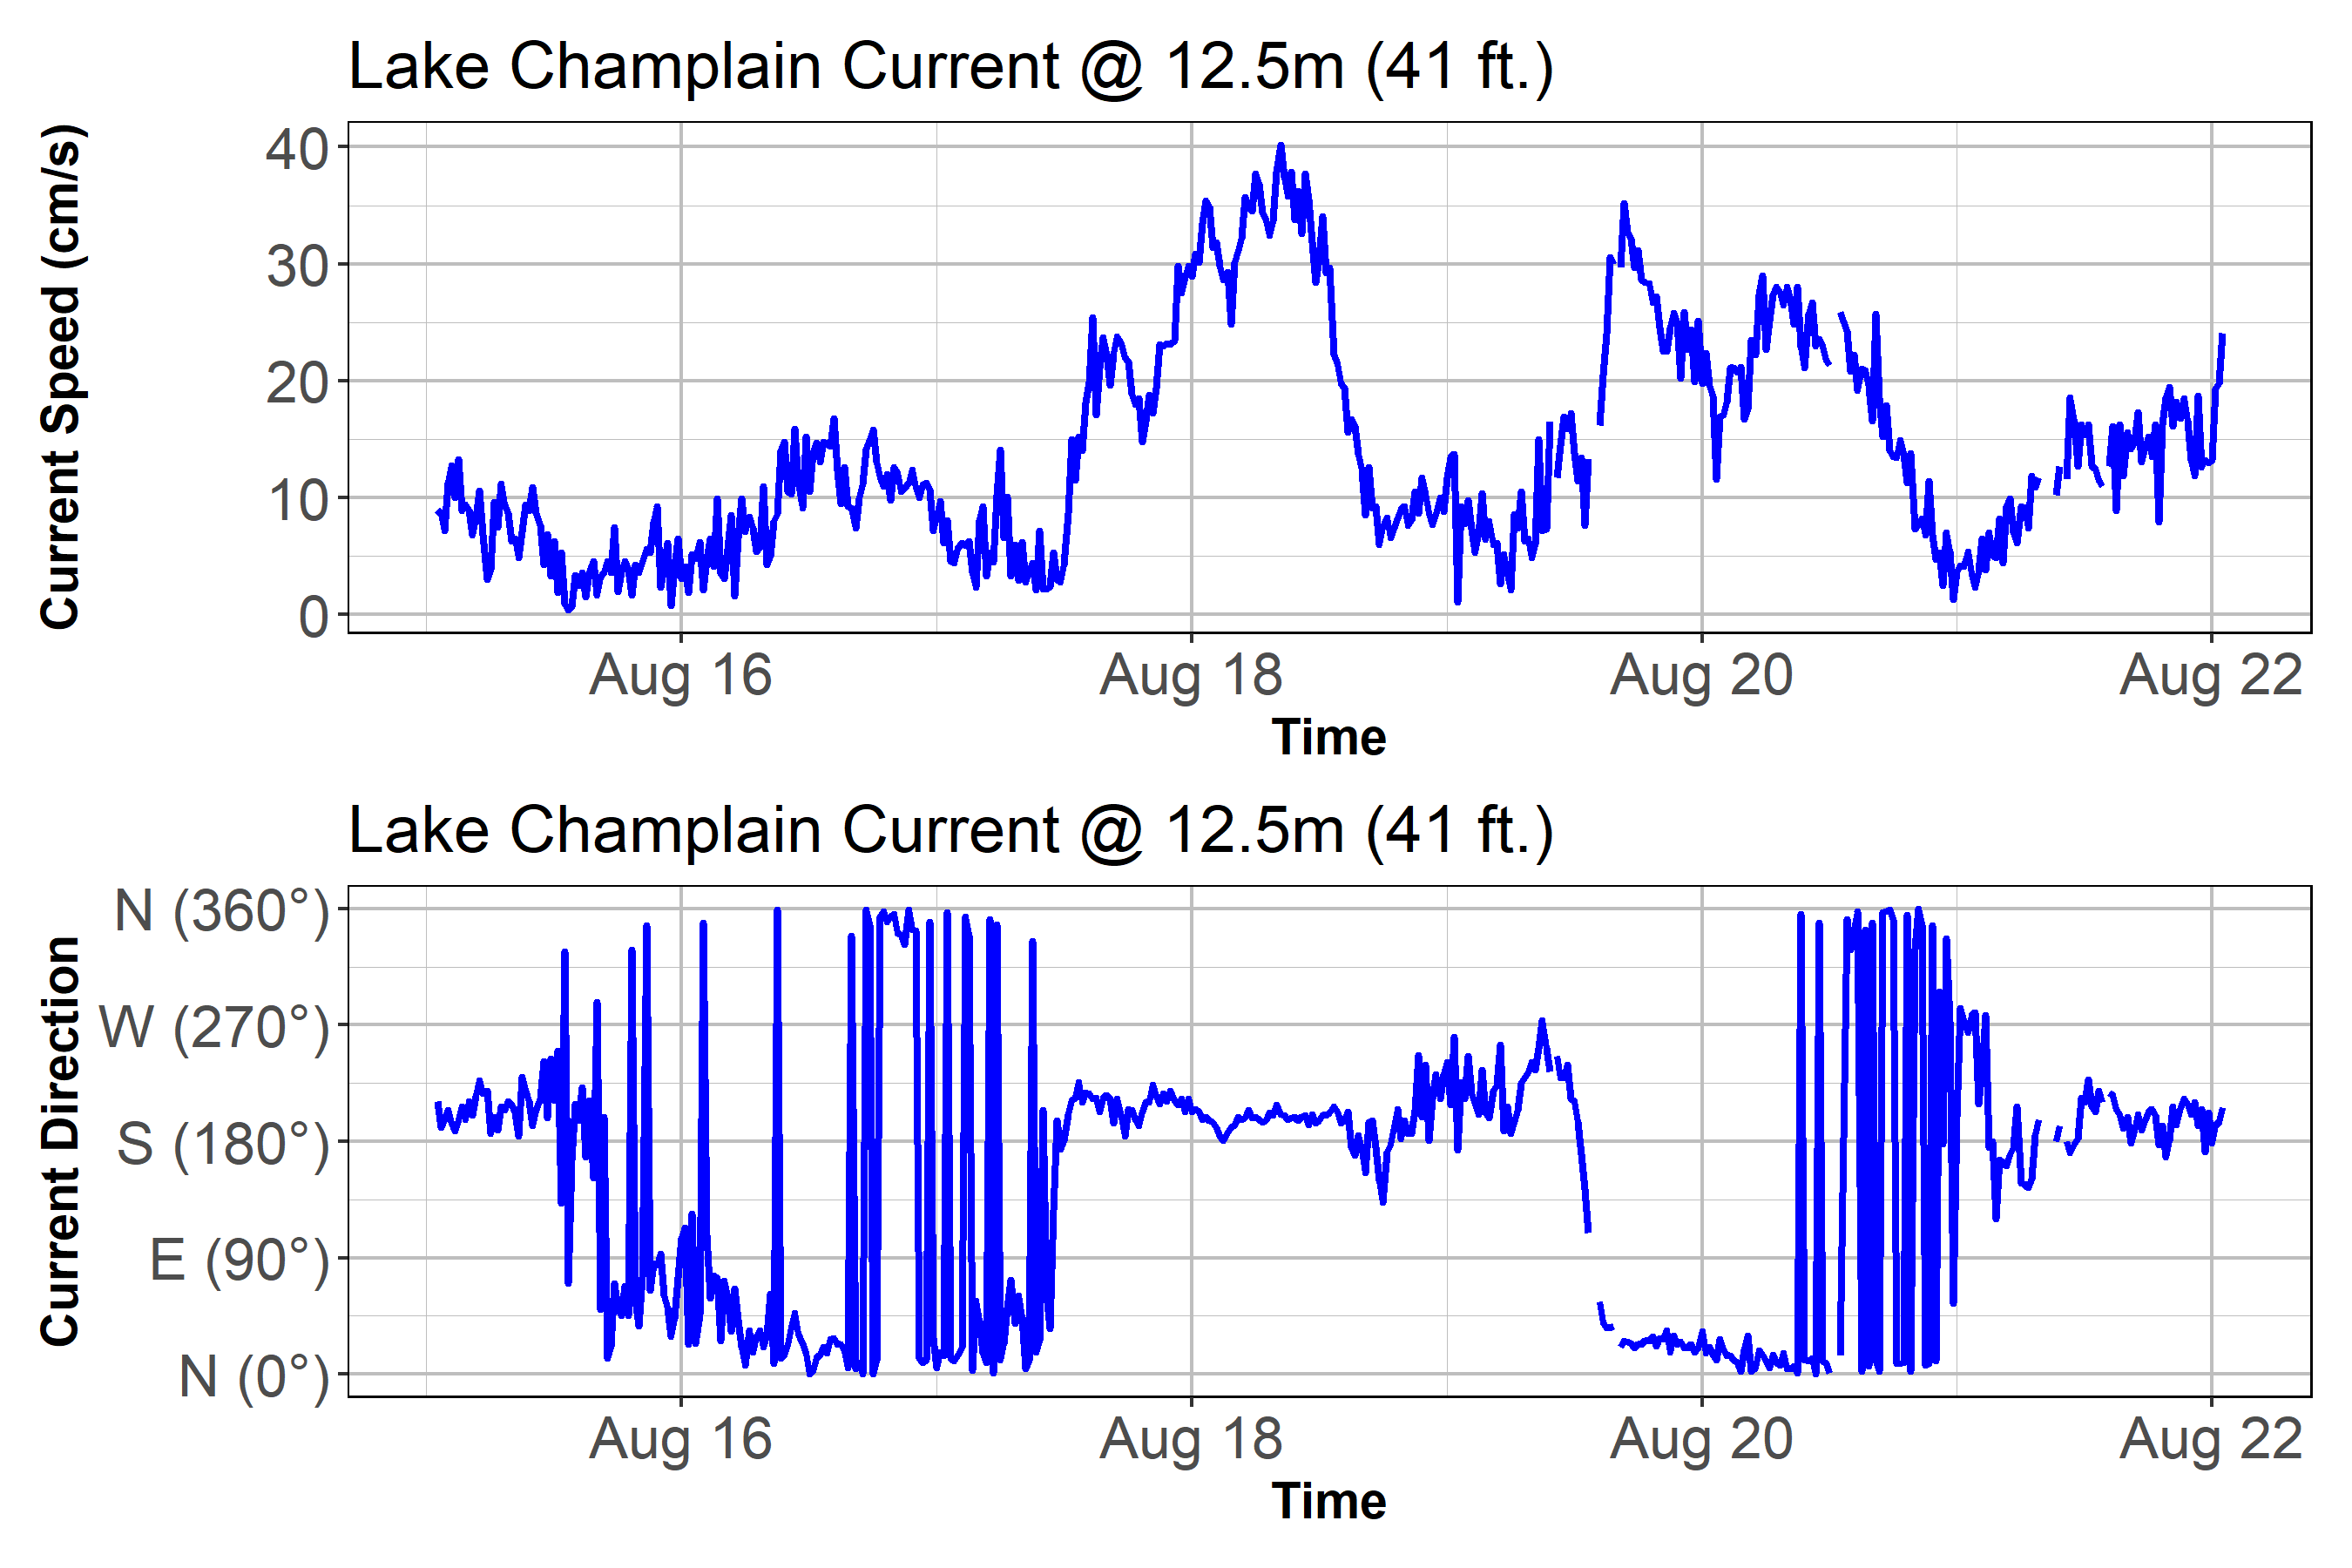 Lake Champlain Current @ 12.5m (41 ft.)
Current Speed (cm/s)
40
30
20
10
0
Aug 16 Aug 18 Aug 20 Aug 22
Time
Lake Champlain Current @ 12.5m (41 ft.)
Current Direction
N (360°)
W (270°)
S (180°)
E (90°)
N (0°)
Aug 16 Aug 18 Aug 20 Aug 22
Time